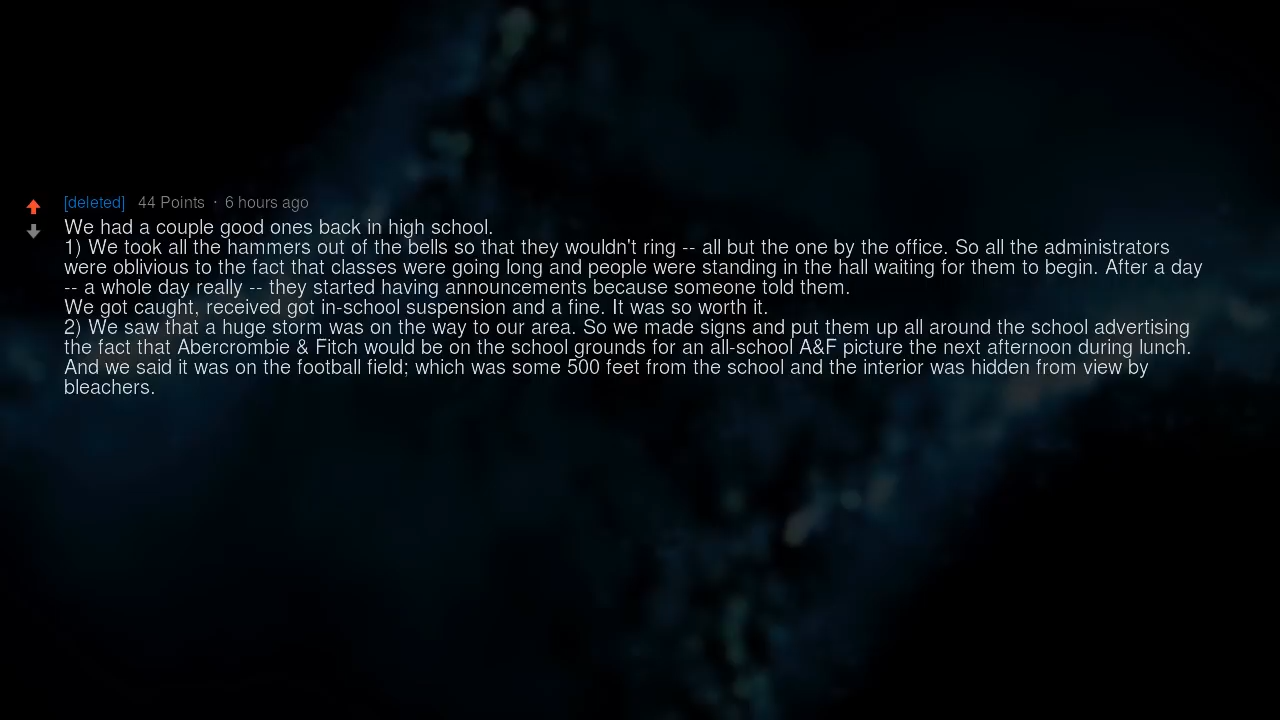 [deleted] 44 Points · 6 hours ago
We had a couple good ones back in high school.
1) We took all the hammers out of the bells so that they wouldn't ring -- all but the one by the office. So all the administrators
were oblivious to the fact that classes were going long and people were standing in the hall waiting for them to begin. After a day
-- a whole day really -- they started having announcements because someone told them.
We got caught, received got in-school suspension and a fine. It was so worth it.
2) We saw that a huge storm was on the way to our area. So we made signs and put them up all around the school advertising
the fact that Abercrombie & Fitch would be on the school grounds for an all-school A&F picture the next afternoon during lunch.
And we said it was on the football field; which was some 500 feet from the school and the interior was hidden from view by
bleachers.